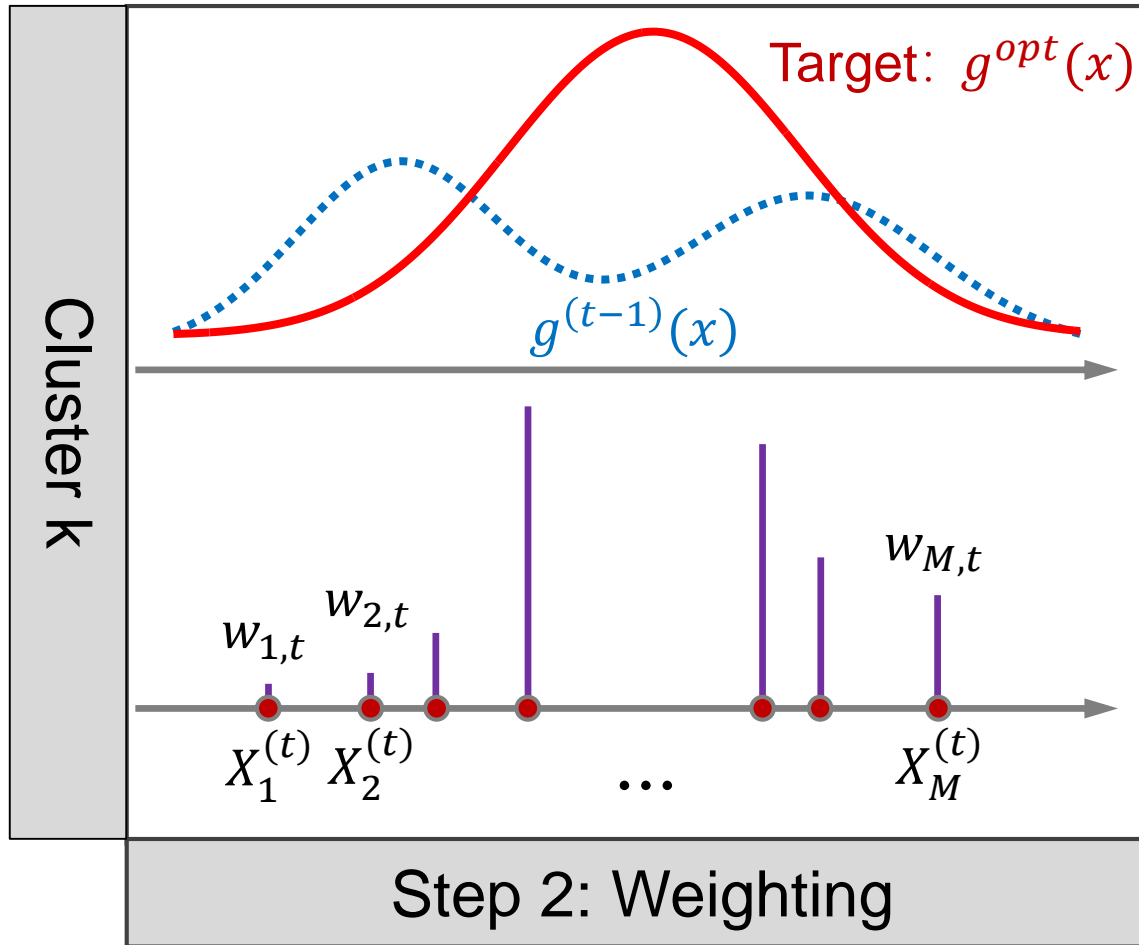 Cluster k
Target: g^{opt}(x)
g^{(t−1)}(x)
w_{1,t}
w_{2,t}
w_{M,t}
X_1^{(t)}
X_2^{(t)}
...
X_M^{(t)}
Step 2: Weighting